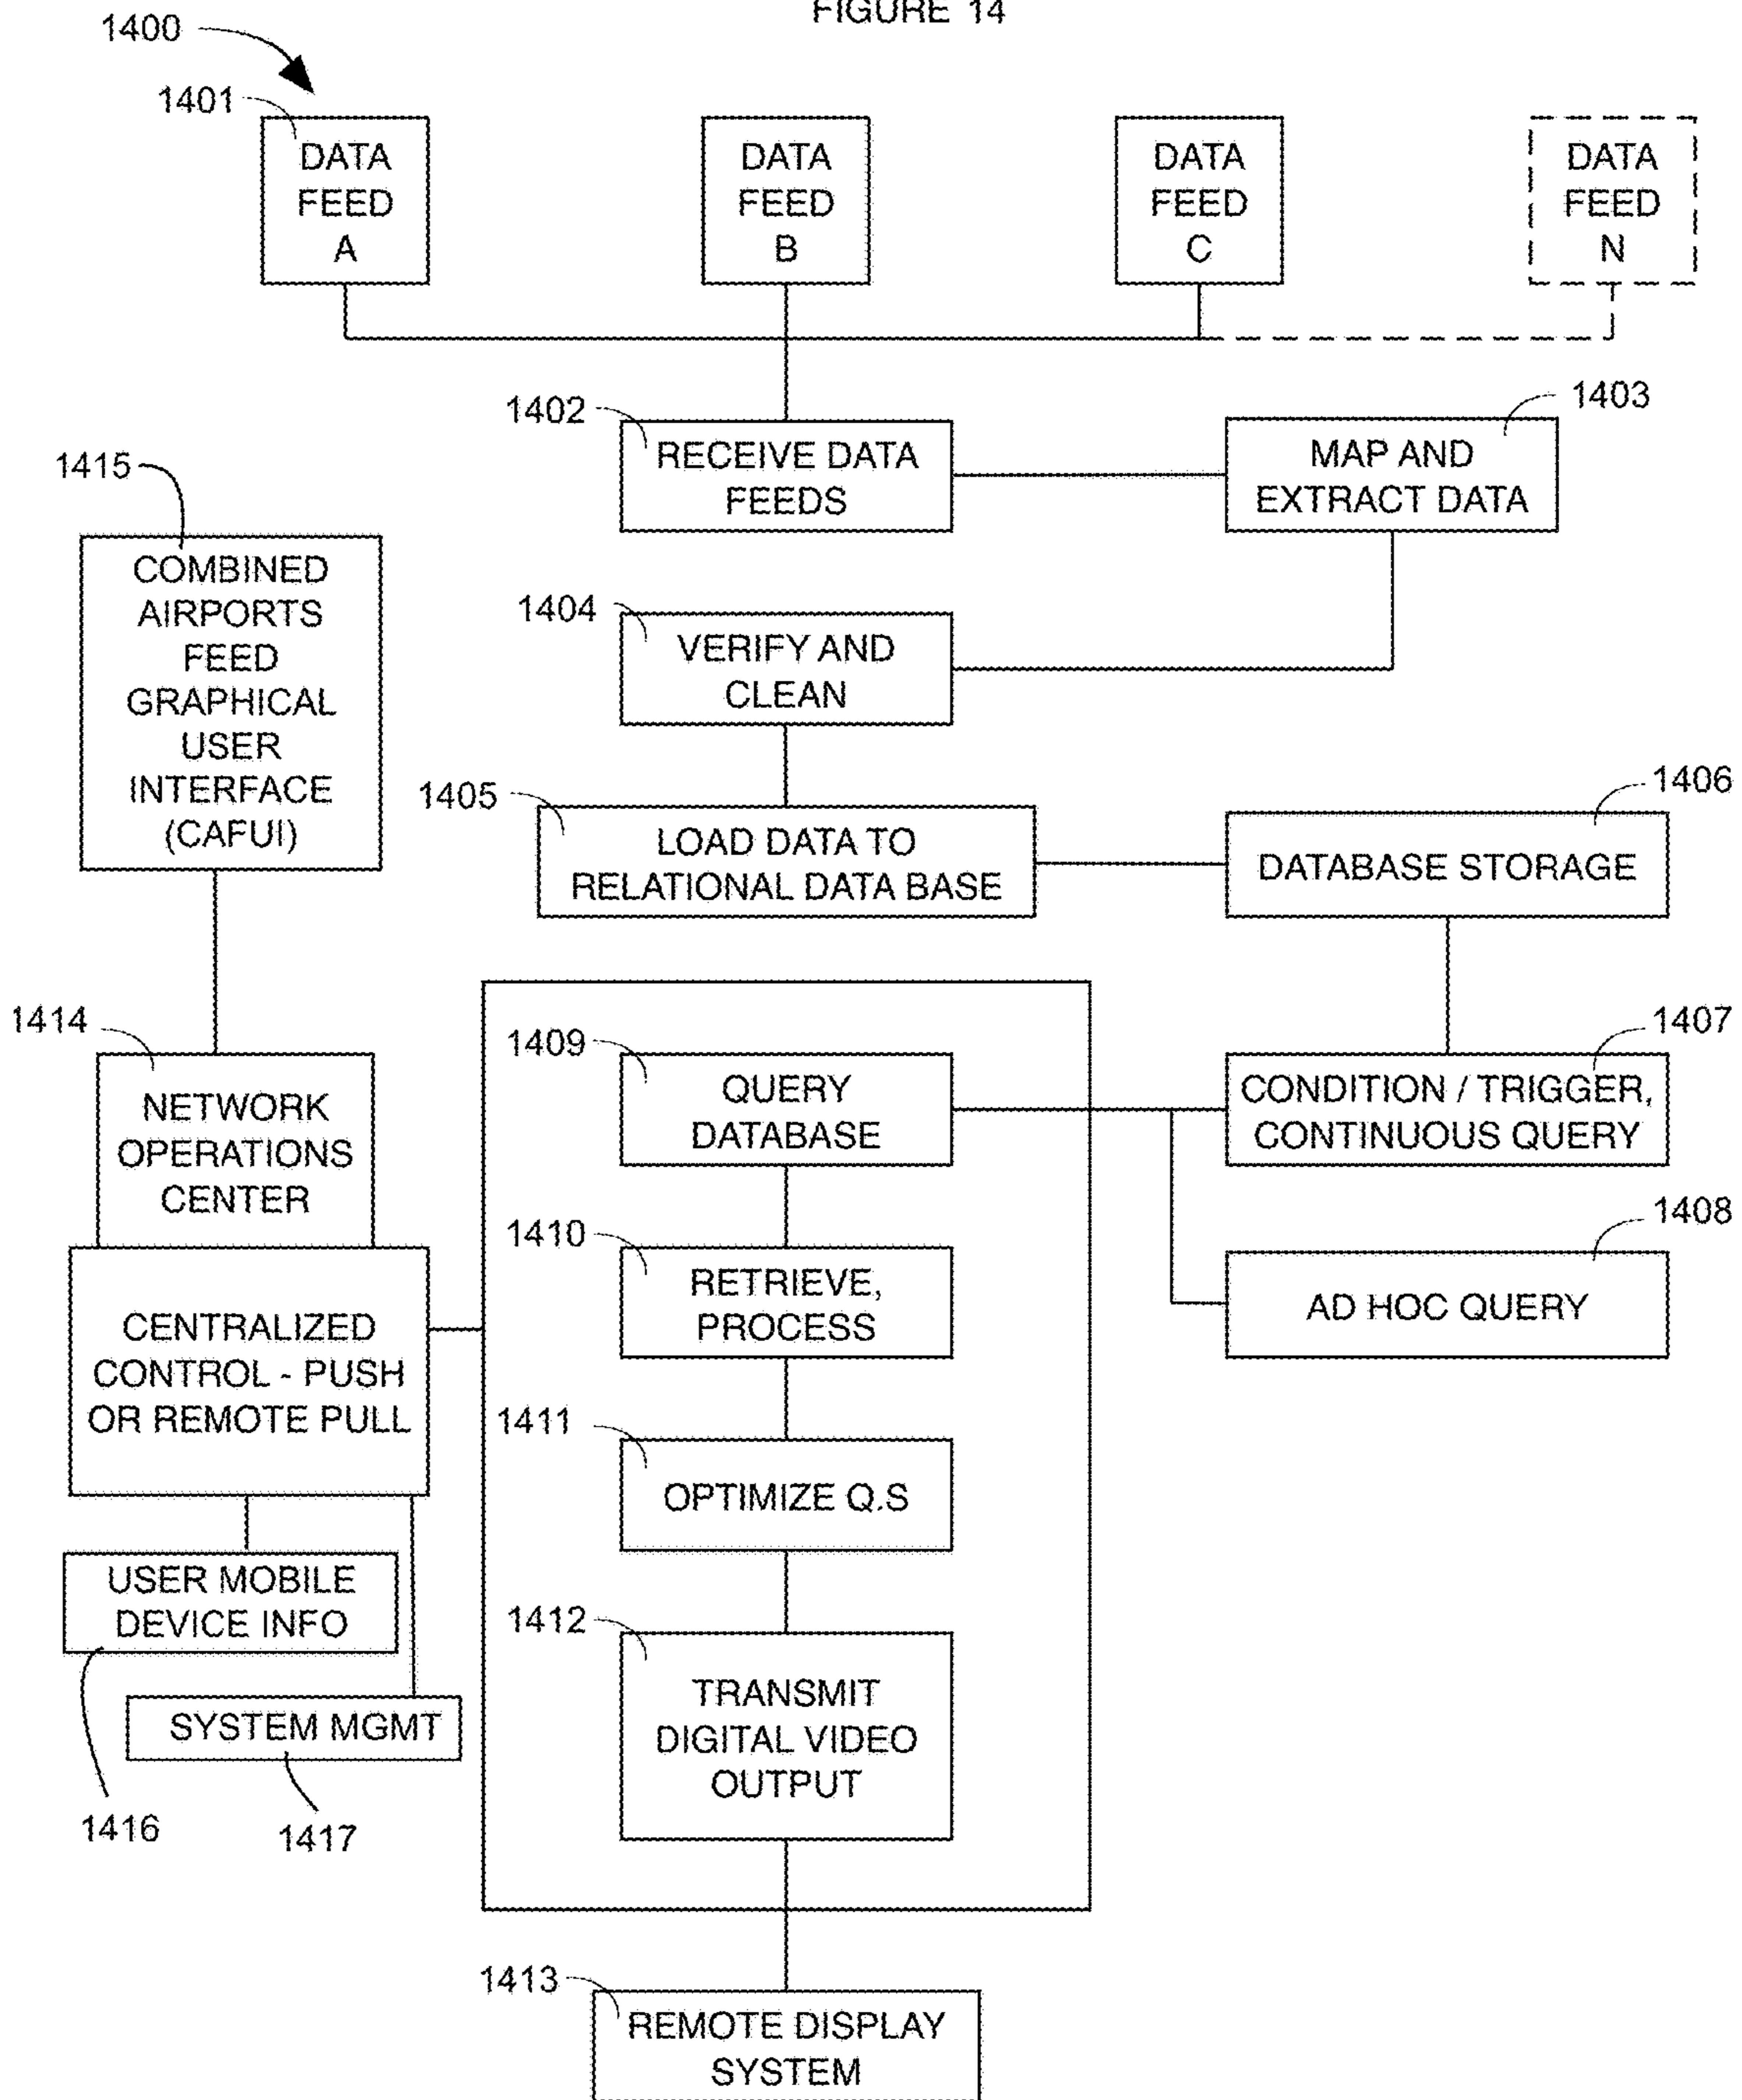 FIGURE 14
1400
1401
DATA
FEED
A
DATA
FEED
B
DATA
FEED
C
DATA
FEED
N
1402
RECEIVE DATA
FEEDS
1403
MAP AND
EXTRACT DATA
1415
COMBINED
AIRPORTS
FEED
GRAPHICAL
USER
INTERFACE
(CAFUI)
1404
VERIFY AND
CLEAN
1405
LOAD DATA TO
RELATIONAL DATA BASE
1406
DATABASE STORAGE
1414
NETWORK
OPERATIONS
CENTER
1409
QUERY
DATABASE
1407
CONDITION / TRIGGER,
CONTINUOUS QUERY
1408
AD HOC QUERY
1410
RETRIEVE,
PROCESS
CENTRALIZED
CONTROL - PUSH
OR REMOTE PULL
1411
OPTIMIZE Q.S
USER MOBILE
DEVICE INFO
1416
SYSTEM MGMT
1417
1412
TRANSMIT
DIGITAL VIDEO
OUTPUT
1413
REMOTE DISPLAY
SYSTEM